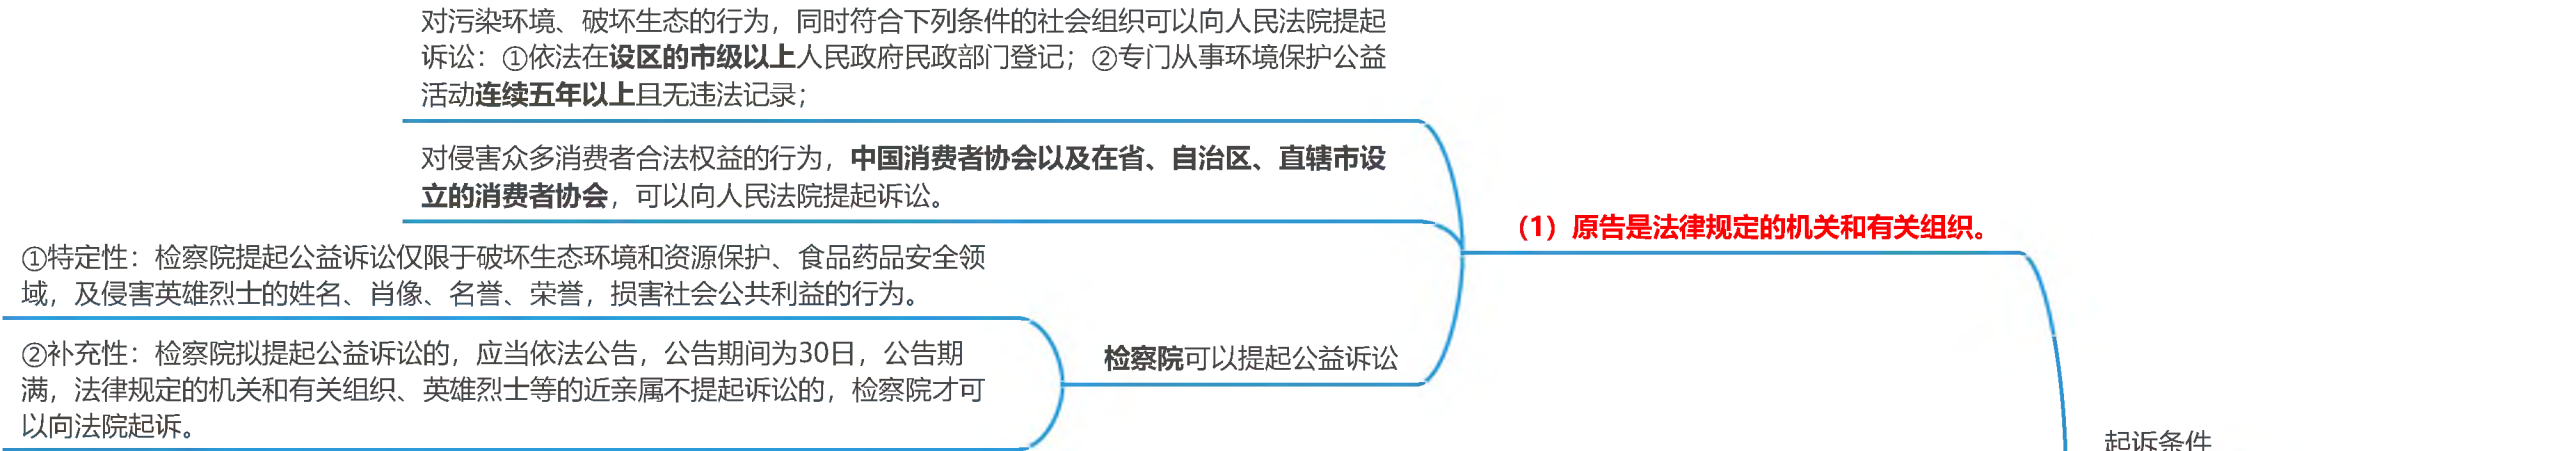 对污染环境、破坏生态的行为，同时符合下列条件的社会组织可以向人民法院提起
诉讼：①依法在设区的市级以上人民政府民政部门登记；②专门从事环境保护公益
活动连续五年以上且无违法记录；
对侵害众多消费者合法权益的行为，中国消费者协会以及在省、自治区、直辖市设
立的消费者协会，可以向人民法院提起诉讼。
（1）原告是法律规定的机关和有关组织。
①特定性：检察院提起公益诉讼仅限于破坏生态环境和资源保护、食品药品安全领
域，及侵害英雄烈士的姓名、肖像、名誉、荣誉，损害社会公共利益的行为。
②补充性：检察院拟提起公益诉讼的，应当依法公告，公告期间为30日，公告期
满，法律规定的机关和有关组织、英雄烈士等的近亲属不提起诉讼的，检察院才可
以向法院起诉。
检察院可以提起公益诉讼
起诉条件